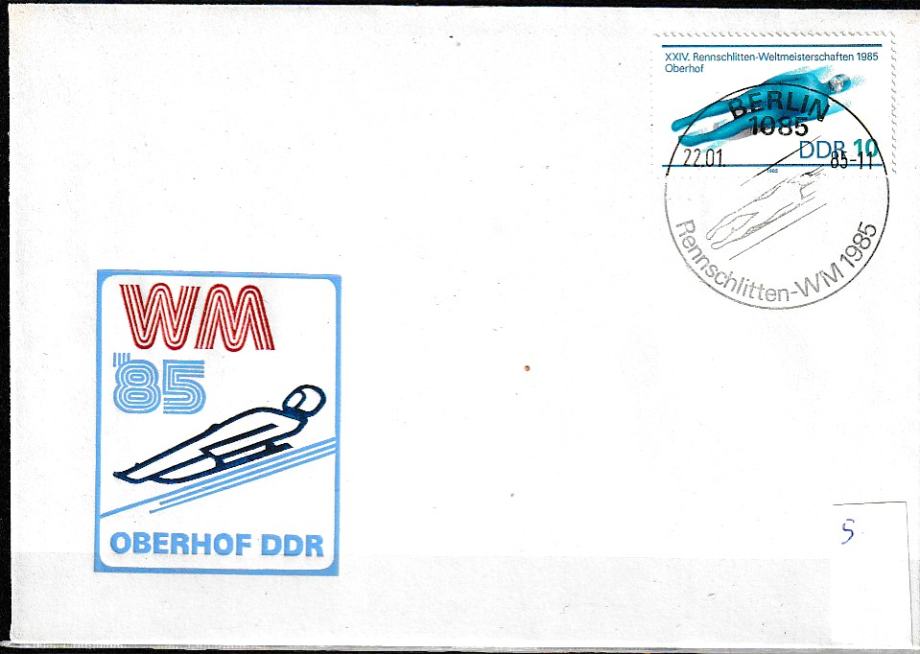 XXIV. Rennschlitten-Weltmeisterschaften 1985
Oberhof
BERLIN
1085
DDR 10
22.01. 85-11
1985
Rennschlitten-WM 1985
WM
'85
OBERHOF DDR
5